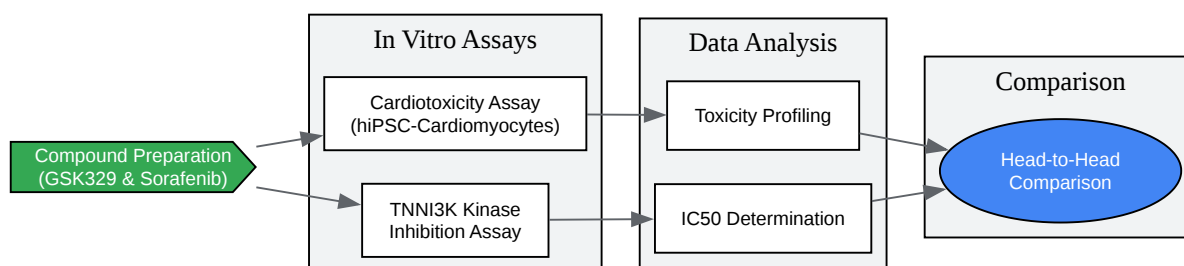 In Vitro Assays
Data Analysis
Comparison
Compound Preparation
(GSK329 & Sorafenib)
Cardiotoxicity Assay
(hiPSC-Cardiomyocytes)
TNNI3K Kinase
Inhibition Assay
Toxicity Profiling
IC50 Determination
Head-to-Head
Comparison